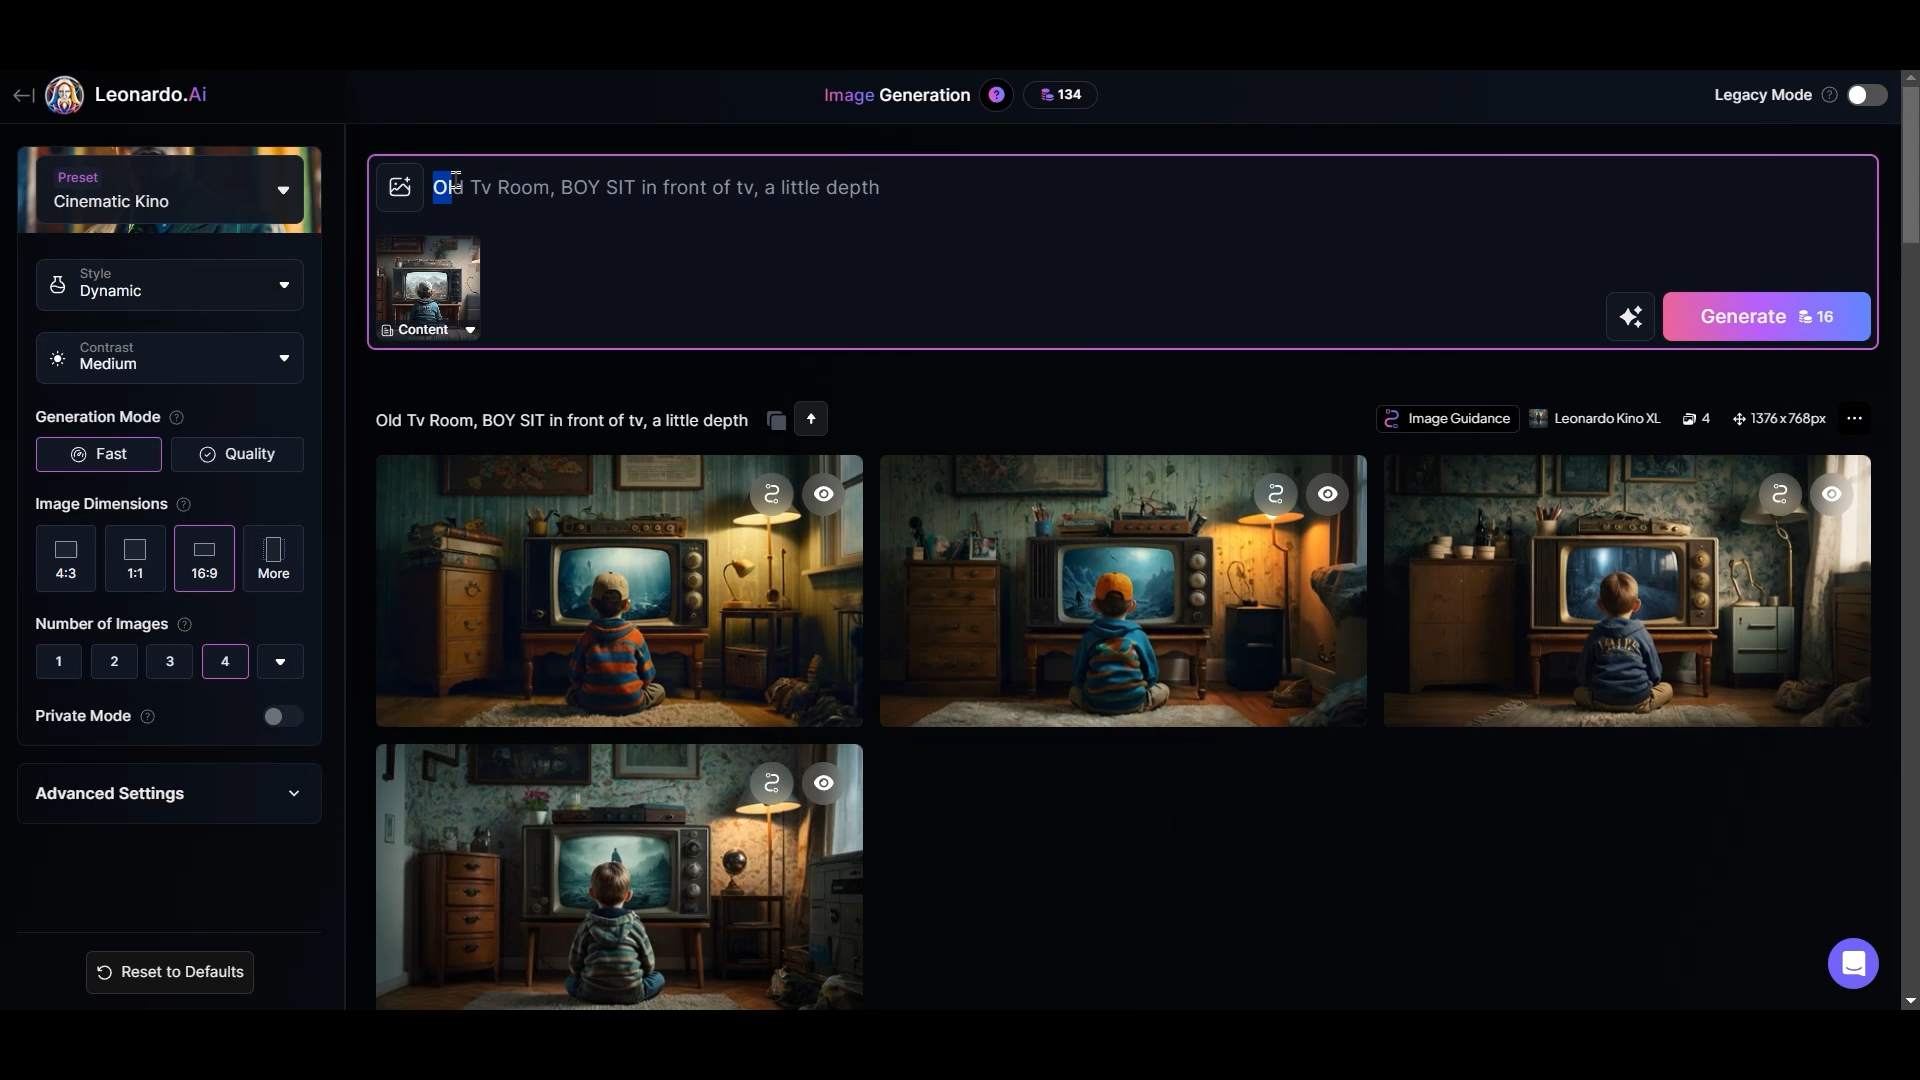 Leonardo.Ai
Image Generation
134
Legacy Mode
Preset
Cinematic Kino
Old Tv Room, BOY SIT in front of tv, a little depth
Style
Dynamic
Content
Generate 16
Contrast
Medium
Generation Mode
Old Tv Room, BOY SIT in front of tv, a little depth
Image Guidance
Leonardo Kino XL
4
1376x768px
Fast
Quality
Image Dimensions
4:3
1:1
16:9
More
Number of Images
1
2
3
4
Private Mode
Advanced Settings
Reset to Defaults